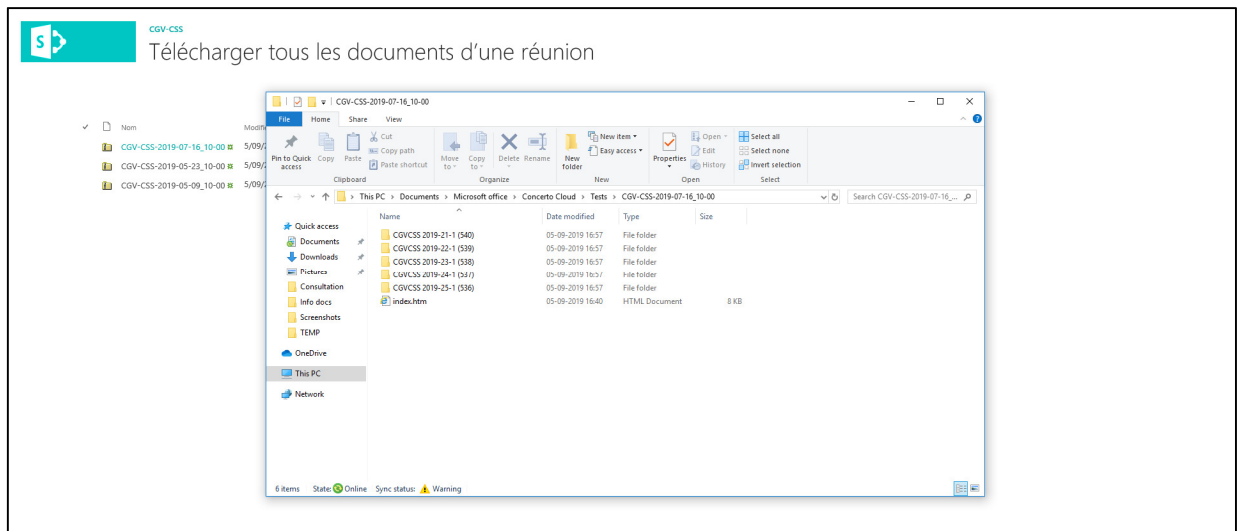 CGV-CSS
Télécharger tous les documents d'une réunion
Nom Modifi
CGV-CSS-2019-07-16_10-00 5/09/2
CGV-CSS-2019-05-23_10-00 5/09/2
CGV-CSS-2019-05-09_10-00 5/09/2
CGV-CSS-2019-07-16_10-00
File Home Share View
Pin to Quick access
Copy
Paste
Cut
Copy path
Paste shortcut
Move to
Copy to
Delete
Rename
New folder
New item
Easy access
Properties
Open
Edit
History
Select all
Select none
Invert selection
Clipboard Organize New Open Select
This PC > Documents > Microsoft office > Concerto Cloud > Tests > CGV-CSS-2019-07-16_10-00
Search CGV-CSS-2019-07-16_...
Quick access
Documents
Downloads
Pictures
Consultation
Info docs
Screenshots
TEMP
OneDrive
This PC
Network
Name Date modified Type Size
CGVCSS 2019-21-1 (540) 05-09-2019 16:57 File folder
CGVCSS 2019-22-1 (539) 05-09-2019 16:57 File folder
CGVCSS 2019-23-1 (538) 05-09-2019 16:57 File folder
CGVCSS 2019-24-1 (537) 05-09-2019 16:57 File folder
CGVCSS 2019-25-1 (536) 05-09-2019 16:57 File folder
index.htm 05-09-2019 16:40 HTML Document 8 KB
6 items State: Online Sync status: Warning